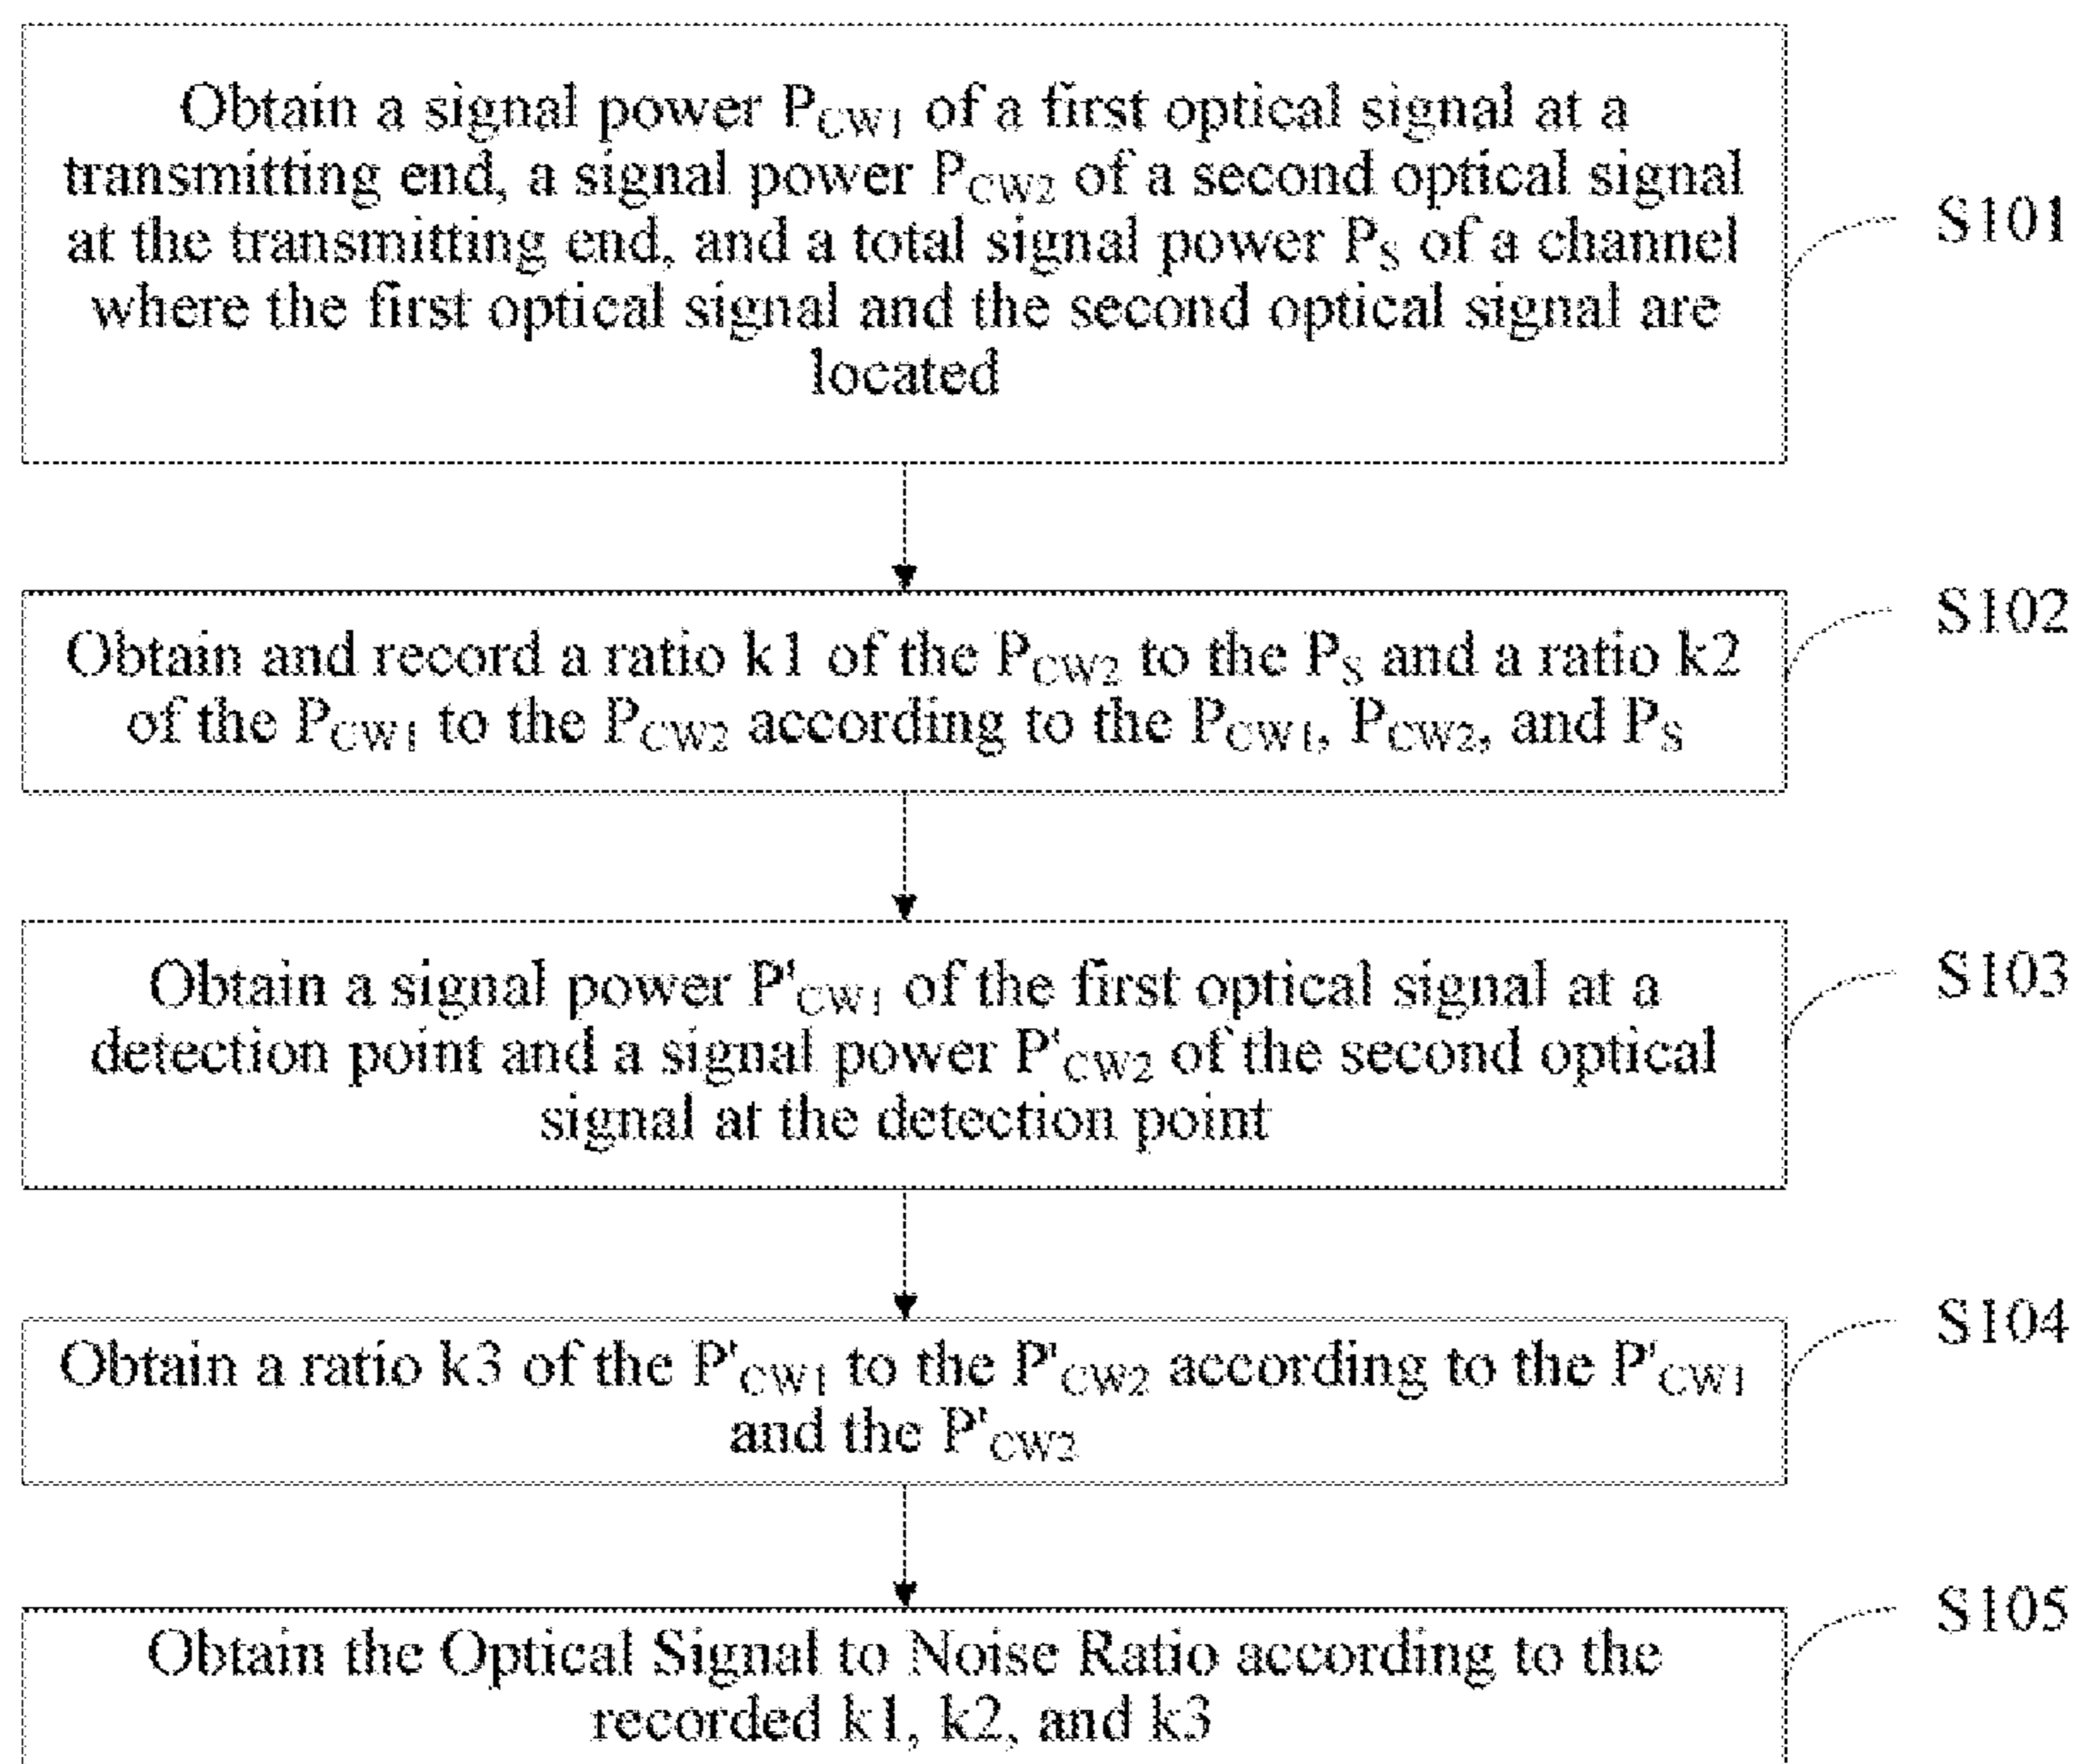 Obtain a signal power P_CW1 of a first optical signal at a
transmitting end, a signal power P_CW2 of a second optical signal
at the transmitting end, and a total signal power P_S of a channel
where the first optical signal and the second optical signal are
located
S101
Obtain and record a ratio k1 of the P_CW2 to the P_S and a ratio k2
of the P_CW1 to the P_CW2 according to the P_CW1, P_CW2, and P_S
S102
Obtain a signal power P'_CW1 of the first optical signal at a
detection point and a signal power P'_CW2 of the second optical
signal at the detection point
S103
Obtain a ratio k3 of the P'_CW1 to the P'_CW2 according to the P'_CW1
and the P'_CW2
S104
Obtain the Optical Signal to Noise Ratio according to the
recorded k1, k2, and k3
S105